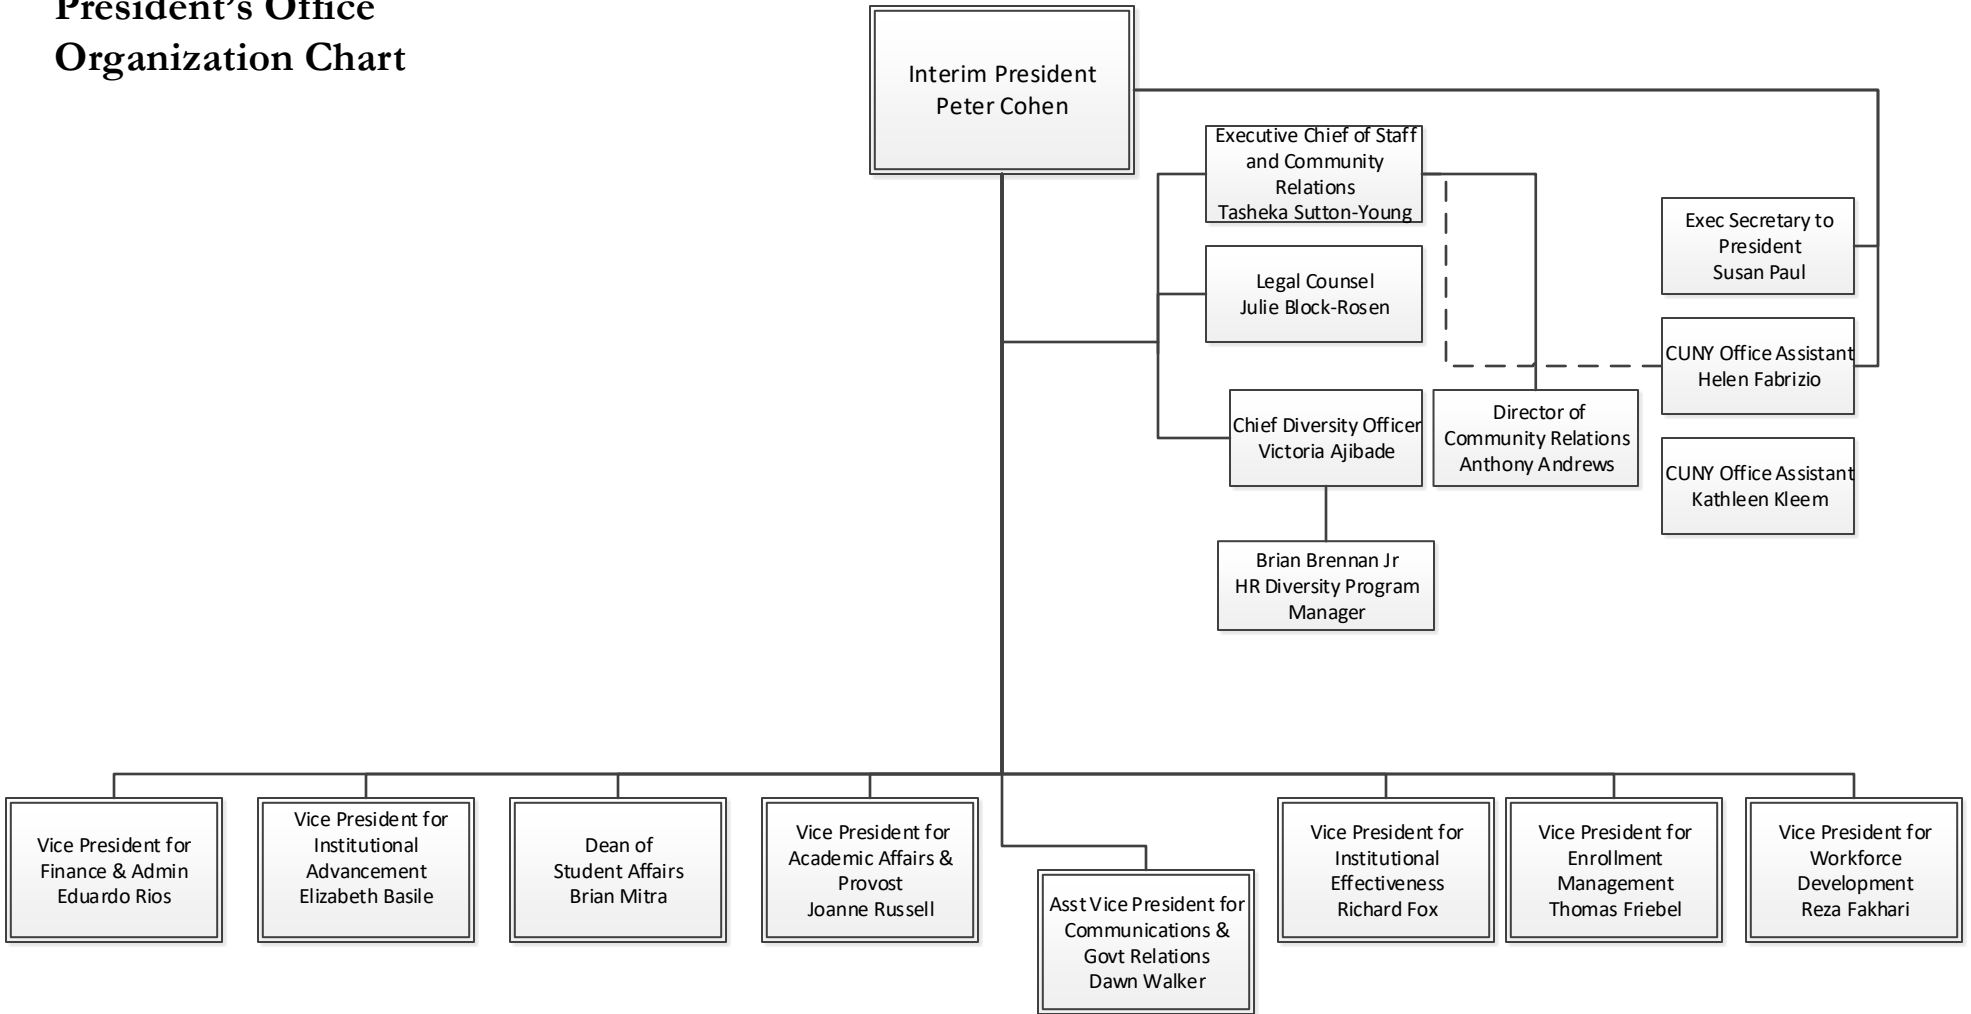 President's Office
Organization Chart
Interim President
Peter Cohen
Executive Chief of Staff
and Community
Relations
Tasheka Sutton-Young
Exec Secretary to
President
Susan Paul
Legal Counsel
Julie Block-Rosen
CUNY Office Assistant
Helen Fabrizio
Chief Diversity Officer
Victoria Ajibade
Director of
Community Relations
Anthony Andrews
CUNY Office Assistant
Kathleen Kleem
Brian Brennan Jr
HR Diversity Program
Manager
Vice President for
Finance & Admin
Eduardo Rios
Vice President for
Institutional
Advancement
Elizabeth Basile
Dean of
Student Affairs
Brian Mitra
Vice President for
Academic Affairs &
Provost
Joanne Russell
Asst Vice President for
Communications &
Govt Relations
Dawn Walker
Vice President for
Institutional
Effectiveness
Richard Fox
Vice President for
Enrollment
Management
Thomas Friebel
Vice President for
Workforce
Development
Reza Fakhari